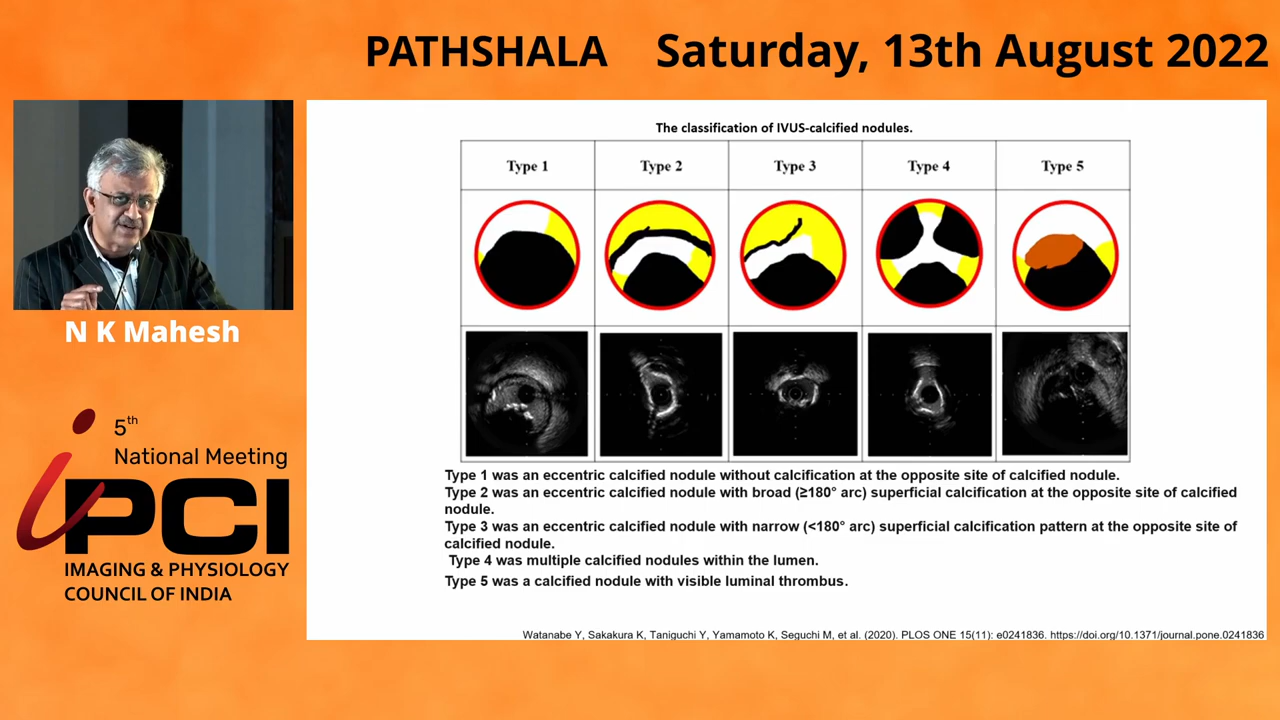 PATHSHALA Saturday, 13th August 2022
N K Mahesh
5th
National Meeting
iPCI
IMAGING & PHYSIOLOGY
COUNCIL OF INDIA
The classification of IVUS-calcified nodules.
Type 1 Type 2 Type 3 Type 4 Type 5
Type 1 was an eccentric calcified nodule without calcification at the opposite site of calcified nodule.
Type 2 was an eccentric calcified nodule with broad (≥180° arc) superficial calcification at the opposite site of calcified
nodule.
Type 3 was an eccentric calcified nodule with narrow (<180° arc) superficial calcification pattern at the opposite site of
calcified nodule.
Type 4 was multiple calcified nodules within the lumen.
Type 5 was a calcified nodule with visible luminal thrombus.
Watanabe Y, Sakakura K, Taniguchi Y, Yamamoto K, Seguchi M, et al. (2020). PLOS ONE 15(11): e0241836. https://doi.org/10.1371/journal.pone.0241836